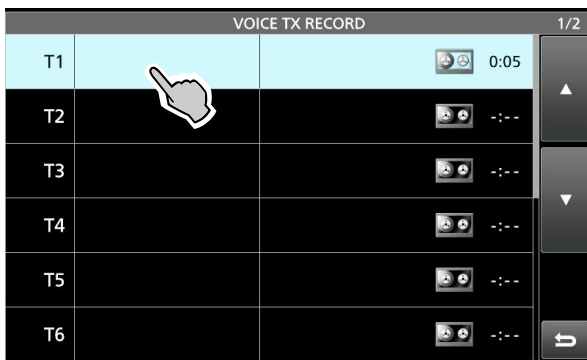 VOICE TX RECORD 1/2
T1 0:05
T2 -:--
T3 -:--
T4 -:--
T5 -:--
T6 -:--